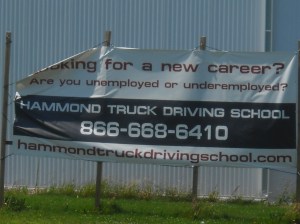 oking for a new career?
Are you unemployed or underemployed?
HAMMOND TRUCK DRIVING SCHOOL
866-668-6410
hammondtruckdrivingschool.com